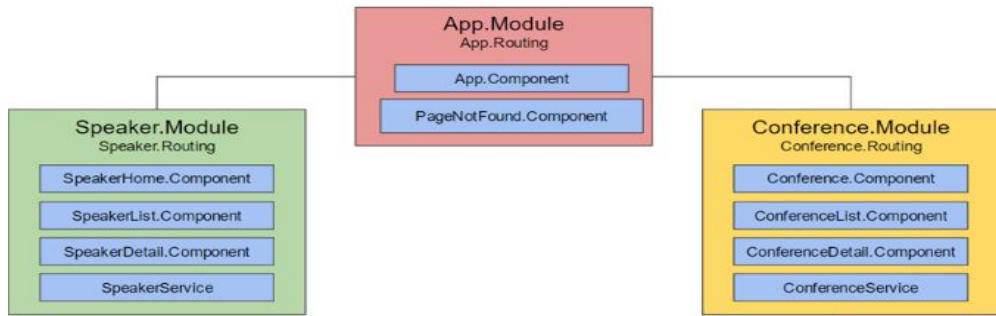 App.Module
App.Routing
App.Component
PageNotFound.Component
Speaker.Module
Speaker.Routing
SpeakerHome.Component
SpeakerList.Component
SpeakerDetail.Component
SpeakerService
Conference.Module
Conference.Routing
Conference.Component
ConferenceList.Component
ConferenceDetail.Component
ConferenceService